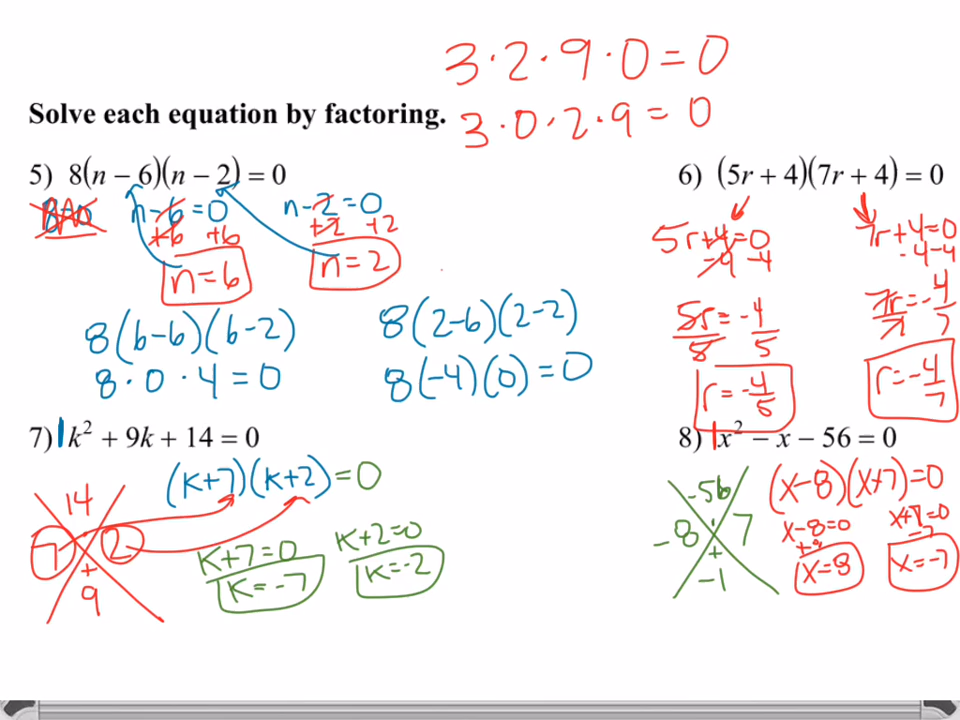 3·2·9·0=0
Solve each equation by factoring.
3·0·2·9=0
5) 8(n − 6)(n − 2) = 0
n-6=0
+6 +6
n=6
n-2=0
+2 +2
n=2
8(6-6)(6-2)
8·0·4=0
8(2-6)(2-2)
8(-4)(0)=0
6) (5r + 4)(7r + 4) = 0
5r+4=0
-4 -4
5r=-4
5 5
r=-4/5
7r+4=0
-4-4
7r=-4
7 7
r=-4/7
7) 1k² + 9k + 14 = 0
(k+7)(k+2)=0
14
7 2
+
9
k+7=0
k=-7
k+2=0
k=-2
8) 1x² − x − 56 = 0
(x-8)(x+7)=0
-56
-8 7
+
-1
x-8=0
+8
x=8
x+7=0
-7
x=-7